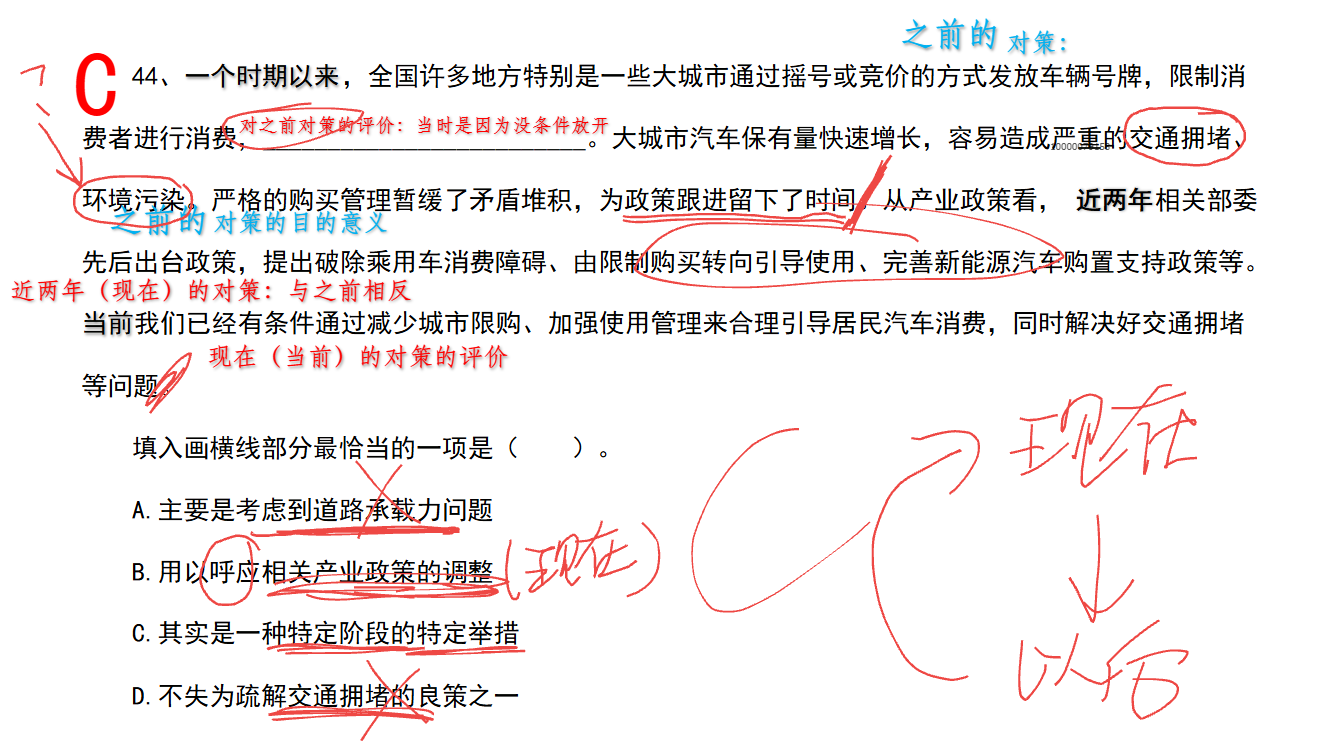 之前的 对策：
C 44、一个时期以来，全国许多地方特别是一些大城市通过摇号或竞价的方式发放车辆号牌，限制消
对之前对策的评价：当时是因为没条件放开
费者进行消费，____________________。大城市汽车保有量快速增长，容易造成严重的交通拥堵、
环境污染。严格的购买管理暂缓了矛盾堆积，为政策跟进留下了时间。从产业政策看， 近两年相关部委
之前的 对策的目的意义
先后出台政策，提出破除乘用车消费障碍、由限制购买转向引导使用、完善新能源汽车购置支持政策等。
近两年（现在）的对策：与之前相反
当前我们已经有条件通过减少城市限购、加强使用管理来合理引导居民汽车消费，同时解决好交通拥堵
现在（当前）的对策的评价
等问题。
填入画横线部分最恰当的一项是（  ）。
A.主要是考虑到道路承载力问题
B.用以呼应相关产业政策的调整 (现在)
C.其实是一种特定阶段的特定举措
D.不失为疏解交通拥堵的良策之一
现在
以后